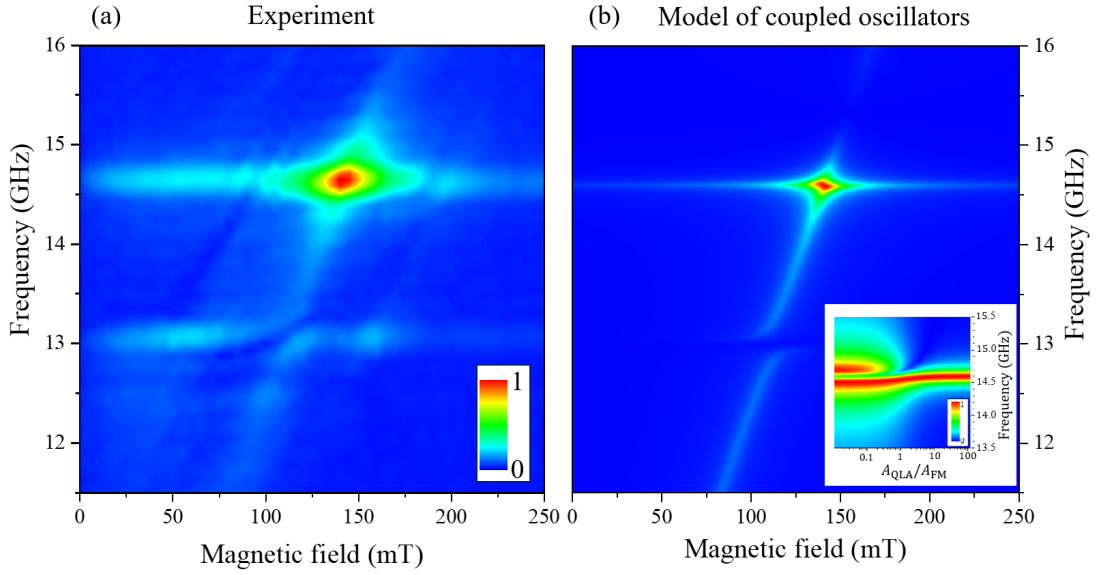 (a) Experiment
(b) Model of coupled oscillators
16
15
14
13
12
Frequency (GHz)
0 50 100 150 200 250
Magnetic field (mT)
1
0
16
15
14
13
12
Frequency (GHz)
0 50 100 150 200 250
Magnetic field (mT)
15.5
15.0
14.5
14.0
13.5
Frequency (GHz)
0.1 1 10 100
A_QLA/A_FM
1
0